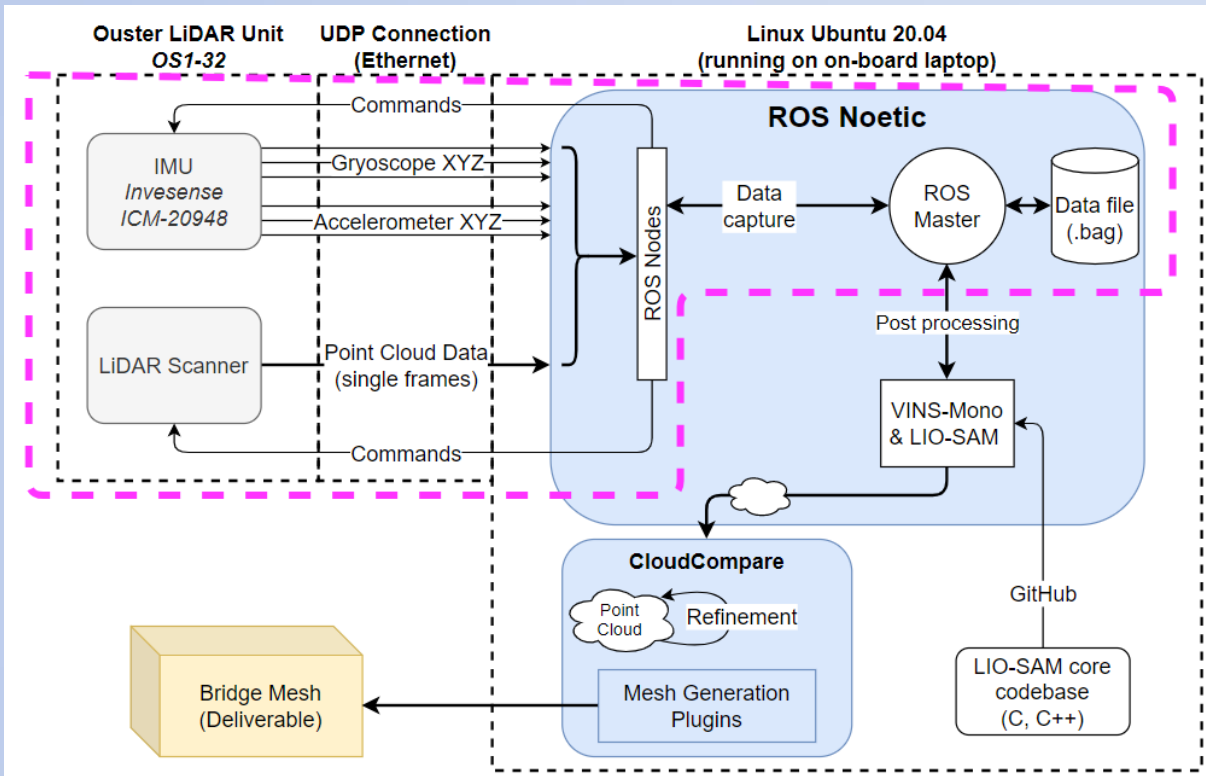 Ouster LiDAR Unit
OS1-32
UDP Connection
(Ethernet)
Linux Ubuntu 20.04
(running on on-board laptop)
Commands
ROS Noetic
IMU
Invesense
ICM-20948
Gryoscope XYZ
Accelerometer XYZ
ROS Nodes
Data
capture
ROS
Master
Data file
(.bag)
LiDAR Scanner
Point Cloud Data
(single frames)
Post processing
Commands
VINS-Mono
& LIO-SAM
CloudCompare
Point
Cloud
Refinement
GitHub
Mesh Generation
Plugins
Bridge Mesh
(Deliverable)
LIO-SAM core
codebase
(C, C++)